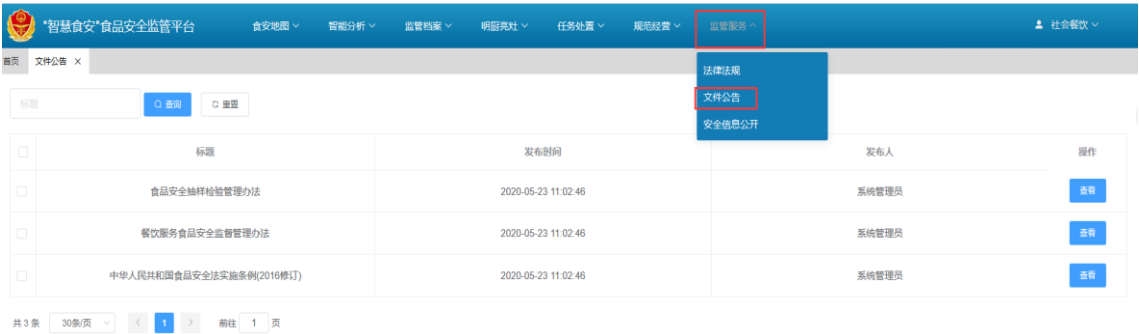 "智慧食安"食品安全监管平台 食安地图 智能分析 监管档案 明厨亮灶 任务处置 规范经营 监管服务 社会餐饮
首页 文件公告 X
法律法规
文件公告
安全信息公开
标题 查询 重置
标题 发布时间 发布人 操作
食品安全抽样检验管理办法 2020-05-23 11:02:46 系统管理员 查看
餐饮服务食品安全监督管理办法 2020-05-23 11:02:46 系统管理员 查看
中华人民共和国食品安全法实施条例(2016修订) 2020-05-23 11:02:46 系统管理员 查看
共 3 条 30条/页 1 前往 1 页